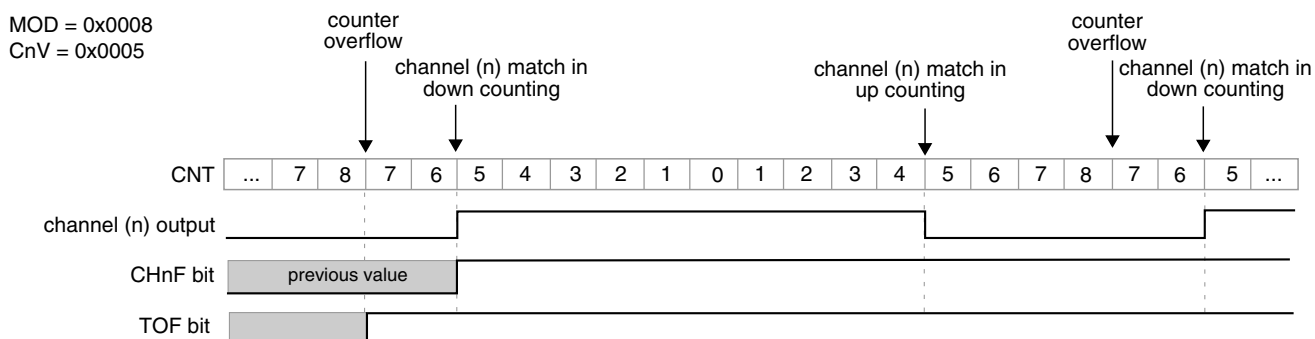 MOD = 0x0008
CnV = 0x0005
counter
overflow
channel (n) match in
down counting
channel (n) match in
up counting
counter
overflow
channel (n) match in
down counting
CNT ... 7 8 7 6 5 4 3 2 1 0 1 2 3 4 5 6 7 8 7 6 5 ...
channel (n) output
CHnF bit previous value
TOF bit